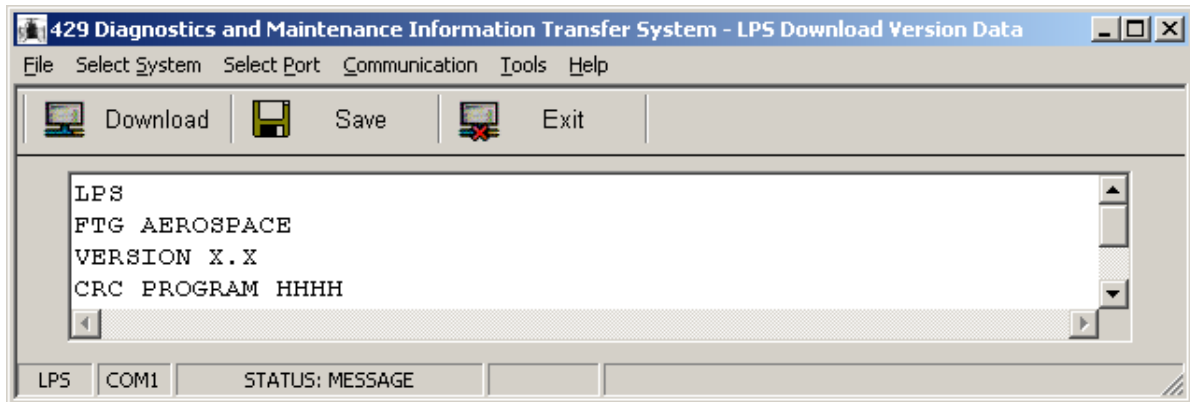 429 Diagnostics and Maintenance Information Transfer System - LPS Download Version Data
File Select System Select Port Communication Tools Help
Download Save Exit
LPS
FTG AEROSPACE
VERSION X.X
CRC PROGRAM HHHH
LPS COM1 STATUS: MESSAGE